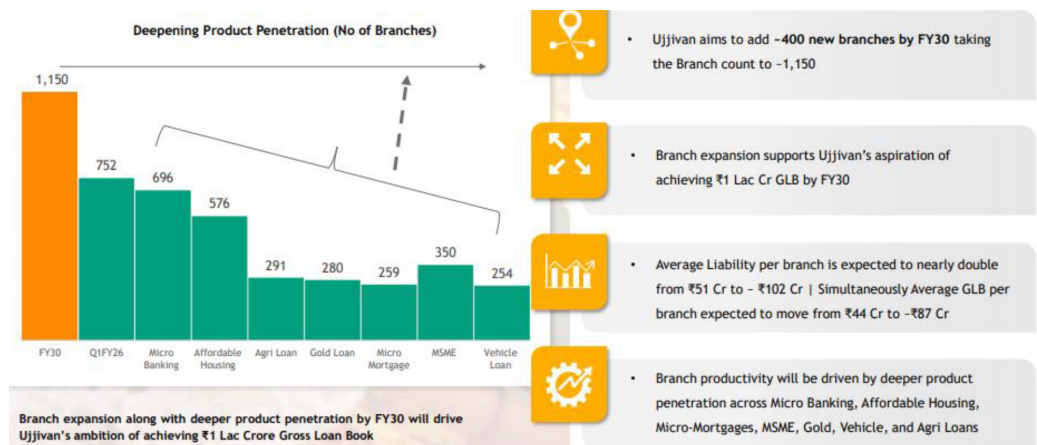 Deepening Product Penetration (No of Branches)
1,150
752
696
576
291
280
259
350
254
FY30
Q1FY26
Micro
Banking
Affordable
Housing
Agri Loan
Gold Loan
Micro
Mortgage
MSME
Vehicle
Loan
Branch expansion along with deeper product penetration by FY30 will drive
Ujjivan's ambition of achieving ₹1 Lac Crore Gross Loan Book
• Ujjivan aims to add ~400 new branches by FY30 taking
the Branch count to ~1,150
• Branch expansion supports Ujjivan's aspiration of
achieving ₹1 Lac Cr GLB by FY30
• Average Liability per branch is expected to nearly double
from ₹51 Cr to ~ ₹102 Cr | Simultaneously Average GLB per
branch expected to move from ₹44 Cr to ~₹87 Cr
• Branch productivity will be driven by deeper product
penetration across Micro Banking, Affordable Housing,
Micro-Mortgages, MSME, Gold, Vehicle, and Agri Loans